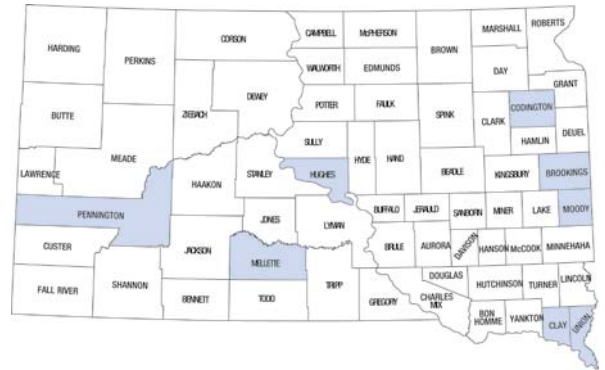 HARDING
PERKINS
CORSON
CAMPBELL
McPHERSON
BROWN
MARSHALL
ROBERTS
WALWORTH
EDMUNDS
DAY
DEWEY
ZIEBACH
BUTTE
POTTER
FAULK
SPINK
CLARK
CODINGTON
GRANT
HAMLIN
DEUEL
MEADE
SULLY
LAWRENCE
HAAKON
STANLEY
HUGHES
HYDE
HAND
BEADLE
KINGSBURY
BROOKINGS
PENNINGTON
JONES
LYMAN
BUFFALO
JERAULD
SANBORN
MINER
LAKE
MOODY
CUSTER
JACKSON
MELLETTE
BRULE
AURORA
DAVISON
HANSON
McCOOK
MINNEHAHA
FALL RIVER
SHANNON
BENNETT
TODD
TRIPP
GREGORY
CHARLES
MIX
DOUGLAS
HUTCHINSON
TURNER
LINCOLN
BON
HOMME
YANKTON
CLAY
UNION